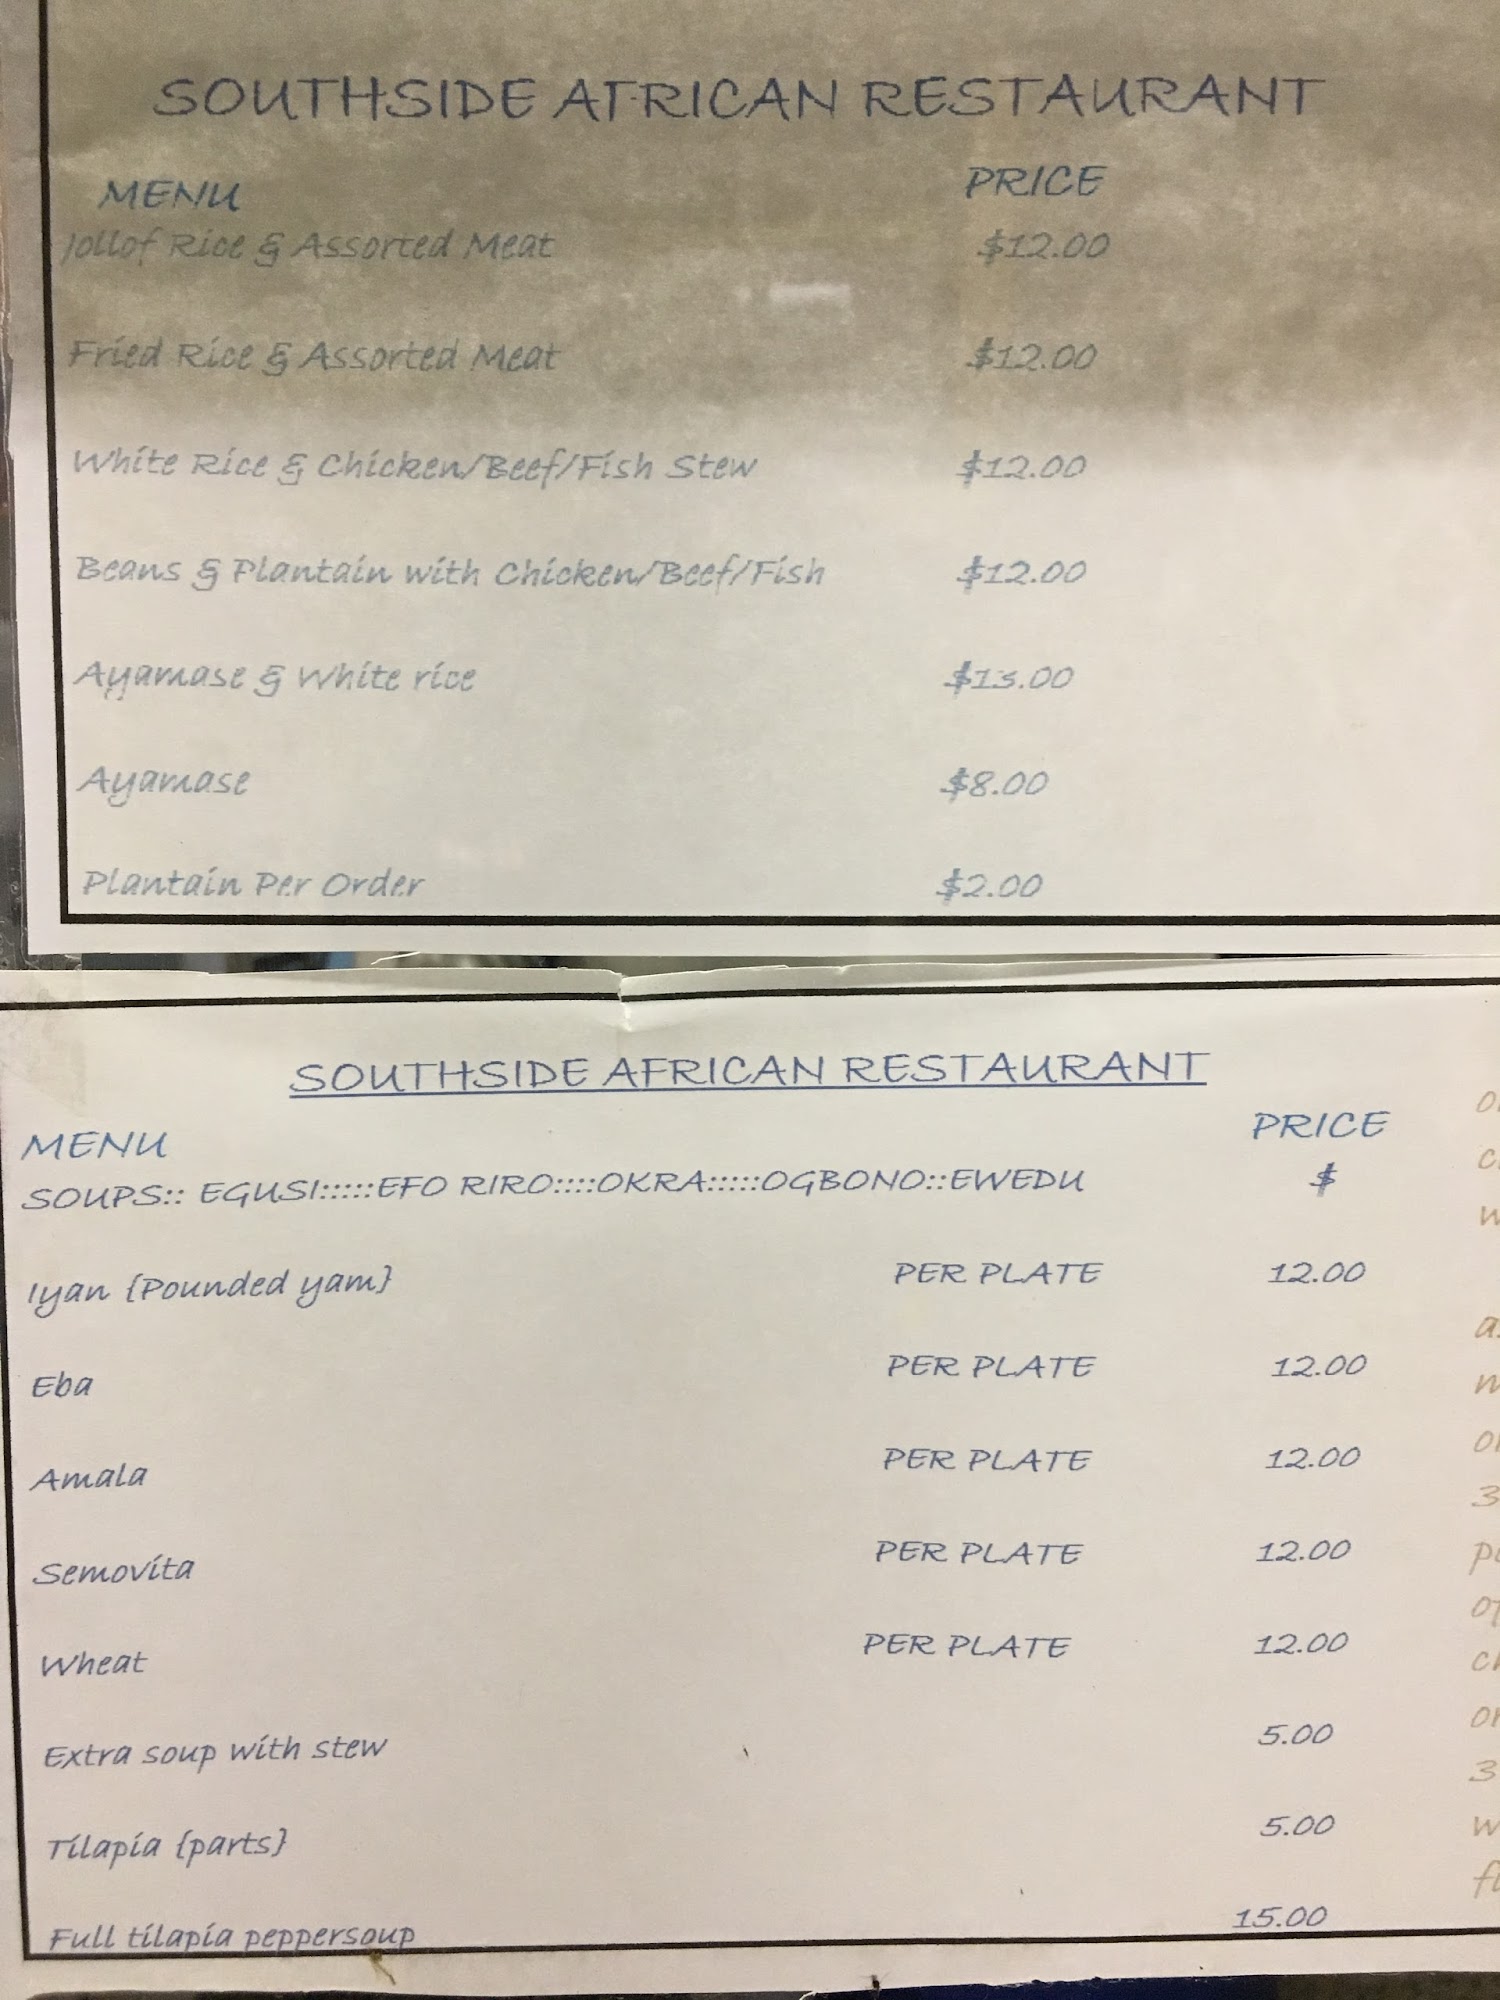 SOUTHSIDE AFRICAN RESTAURANT
MENU PRICE
Jollof Rice & Assorted Meat $12.00
Fried Rice & Assorted Meat $12.00
White Rice & Chicken/Beef/Fish Stew $12.00
Beans & Plantain with Chicken/Beef/Fish $12.00
Ayamase & White rice $13.00
Ayamase $8.00
Plantain Per Order $2.00
SOUTHSIDE AFRICAN RESTAURANT
MENU PRICE
SOUPS:: EGUSI:::::EFO RIRO::::OKRA:::::OGBONO::EWEDU $
Iyan {Pounded yam} PER PLATE 12.00
Eba PER PLATE 12.00
Amala PER PLATE 12.00
Semovita PER PLATE 12.00
Wheat PER PLATE 12.00
Extra soup with stew 5.00
Tilapia {parts} 5.00
Full tilapia peppersoup 15.00